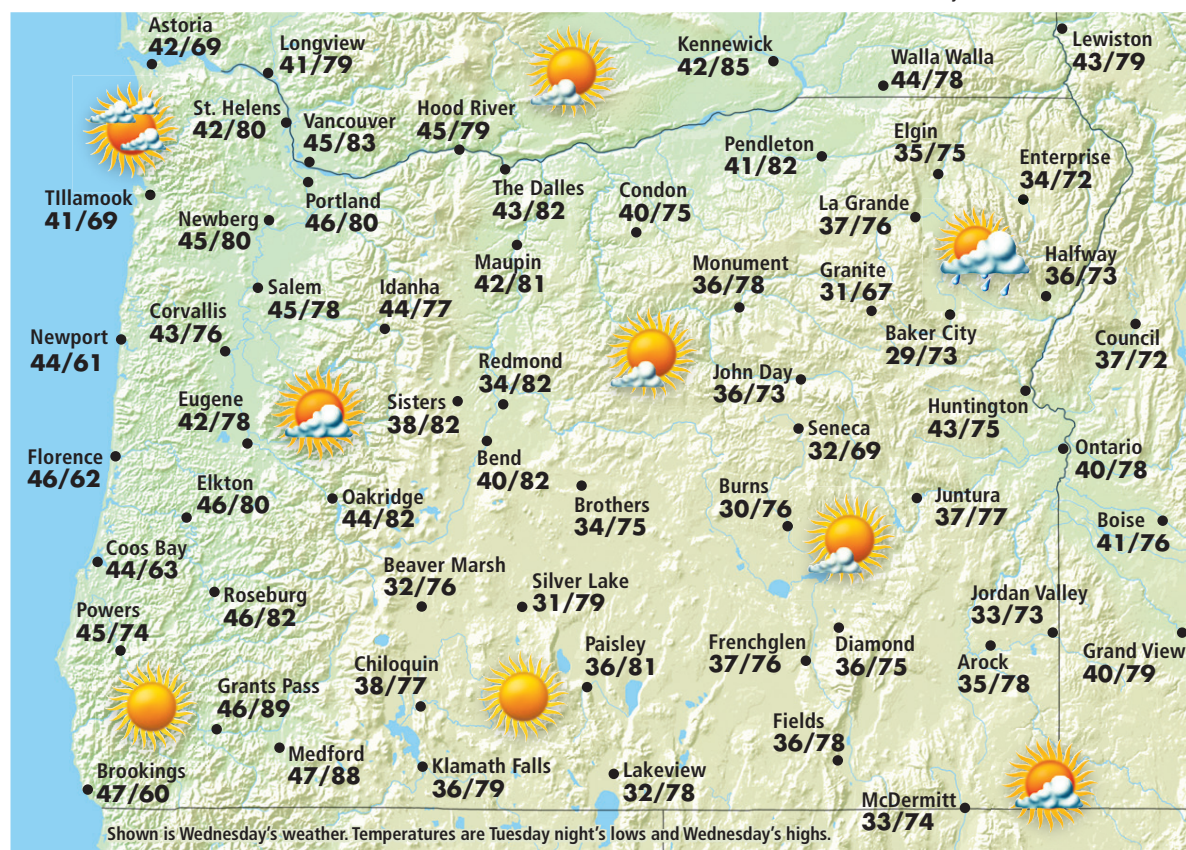 Astoria
42/69
Longview
41/79
Kennewick
42/85
Walla Walla
44/78
Lewiston
43/79
St. Helens
42/80
Vancouver
45/83
Hood River
45/79
Pendleton
41/82
Elgin
35/75
Enterprise
34/72
TIllamook
41/69
Newberg
45/80
Portland
46/80
The Dalles
43/82
Condon
40/75
La Grande
37/76
Maupin
42/81
Monument
36/78
Granite
31/67
Halfway
36/73
Salem
45/78
Idanha
44/77
Corvallis
43/76
Newport
44/61
Baker City
29/73
Council
37/72
Redmond
34/82
John Day
36/73
Eugene
42/78
Sisters
38/82
Huntington
43/75
Seneca
32/69
Ontario
40/78
Florence
46/62
Bend
40/82
Elkton
46/80
Oakridge
44/82
Brothers
34/75
Burns
30/76
Juntura
37/77
Boise
41/76
Coos Bay
44/63
Beaver Marsh
32/76
Silver Lake
31/79
Roseburg
46/82
Jordan Valley
33/73
Powers
45/74
Paisley
36/81
Frenchglen
37/76
Diamond
36/75
Arock
35/78
Grand View
40/79
Chiloquin
38/77
Grants Pass
46/89
Fields
36/78
Medford
47/88
Klamath Falls
36/79
Lakeview
32/78
Brookings
47/60
McDermitt
33/74
Shown is Wednesday's weather. Temperatures are Tuesday night's lows and Wednesday's highs.